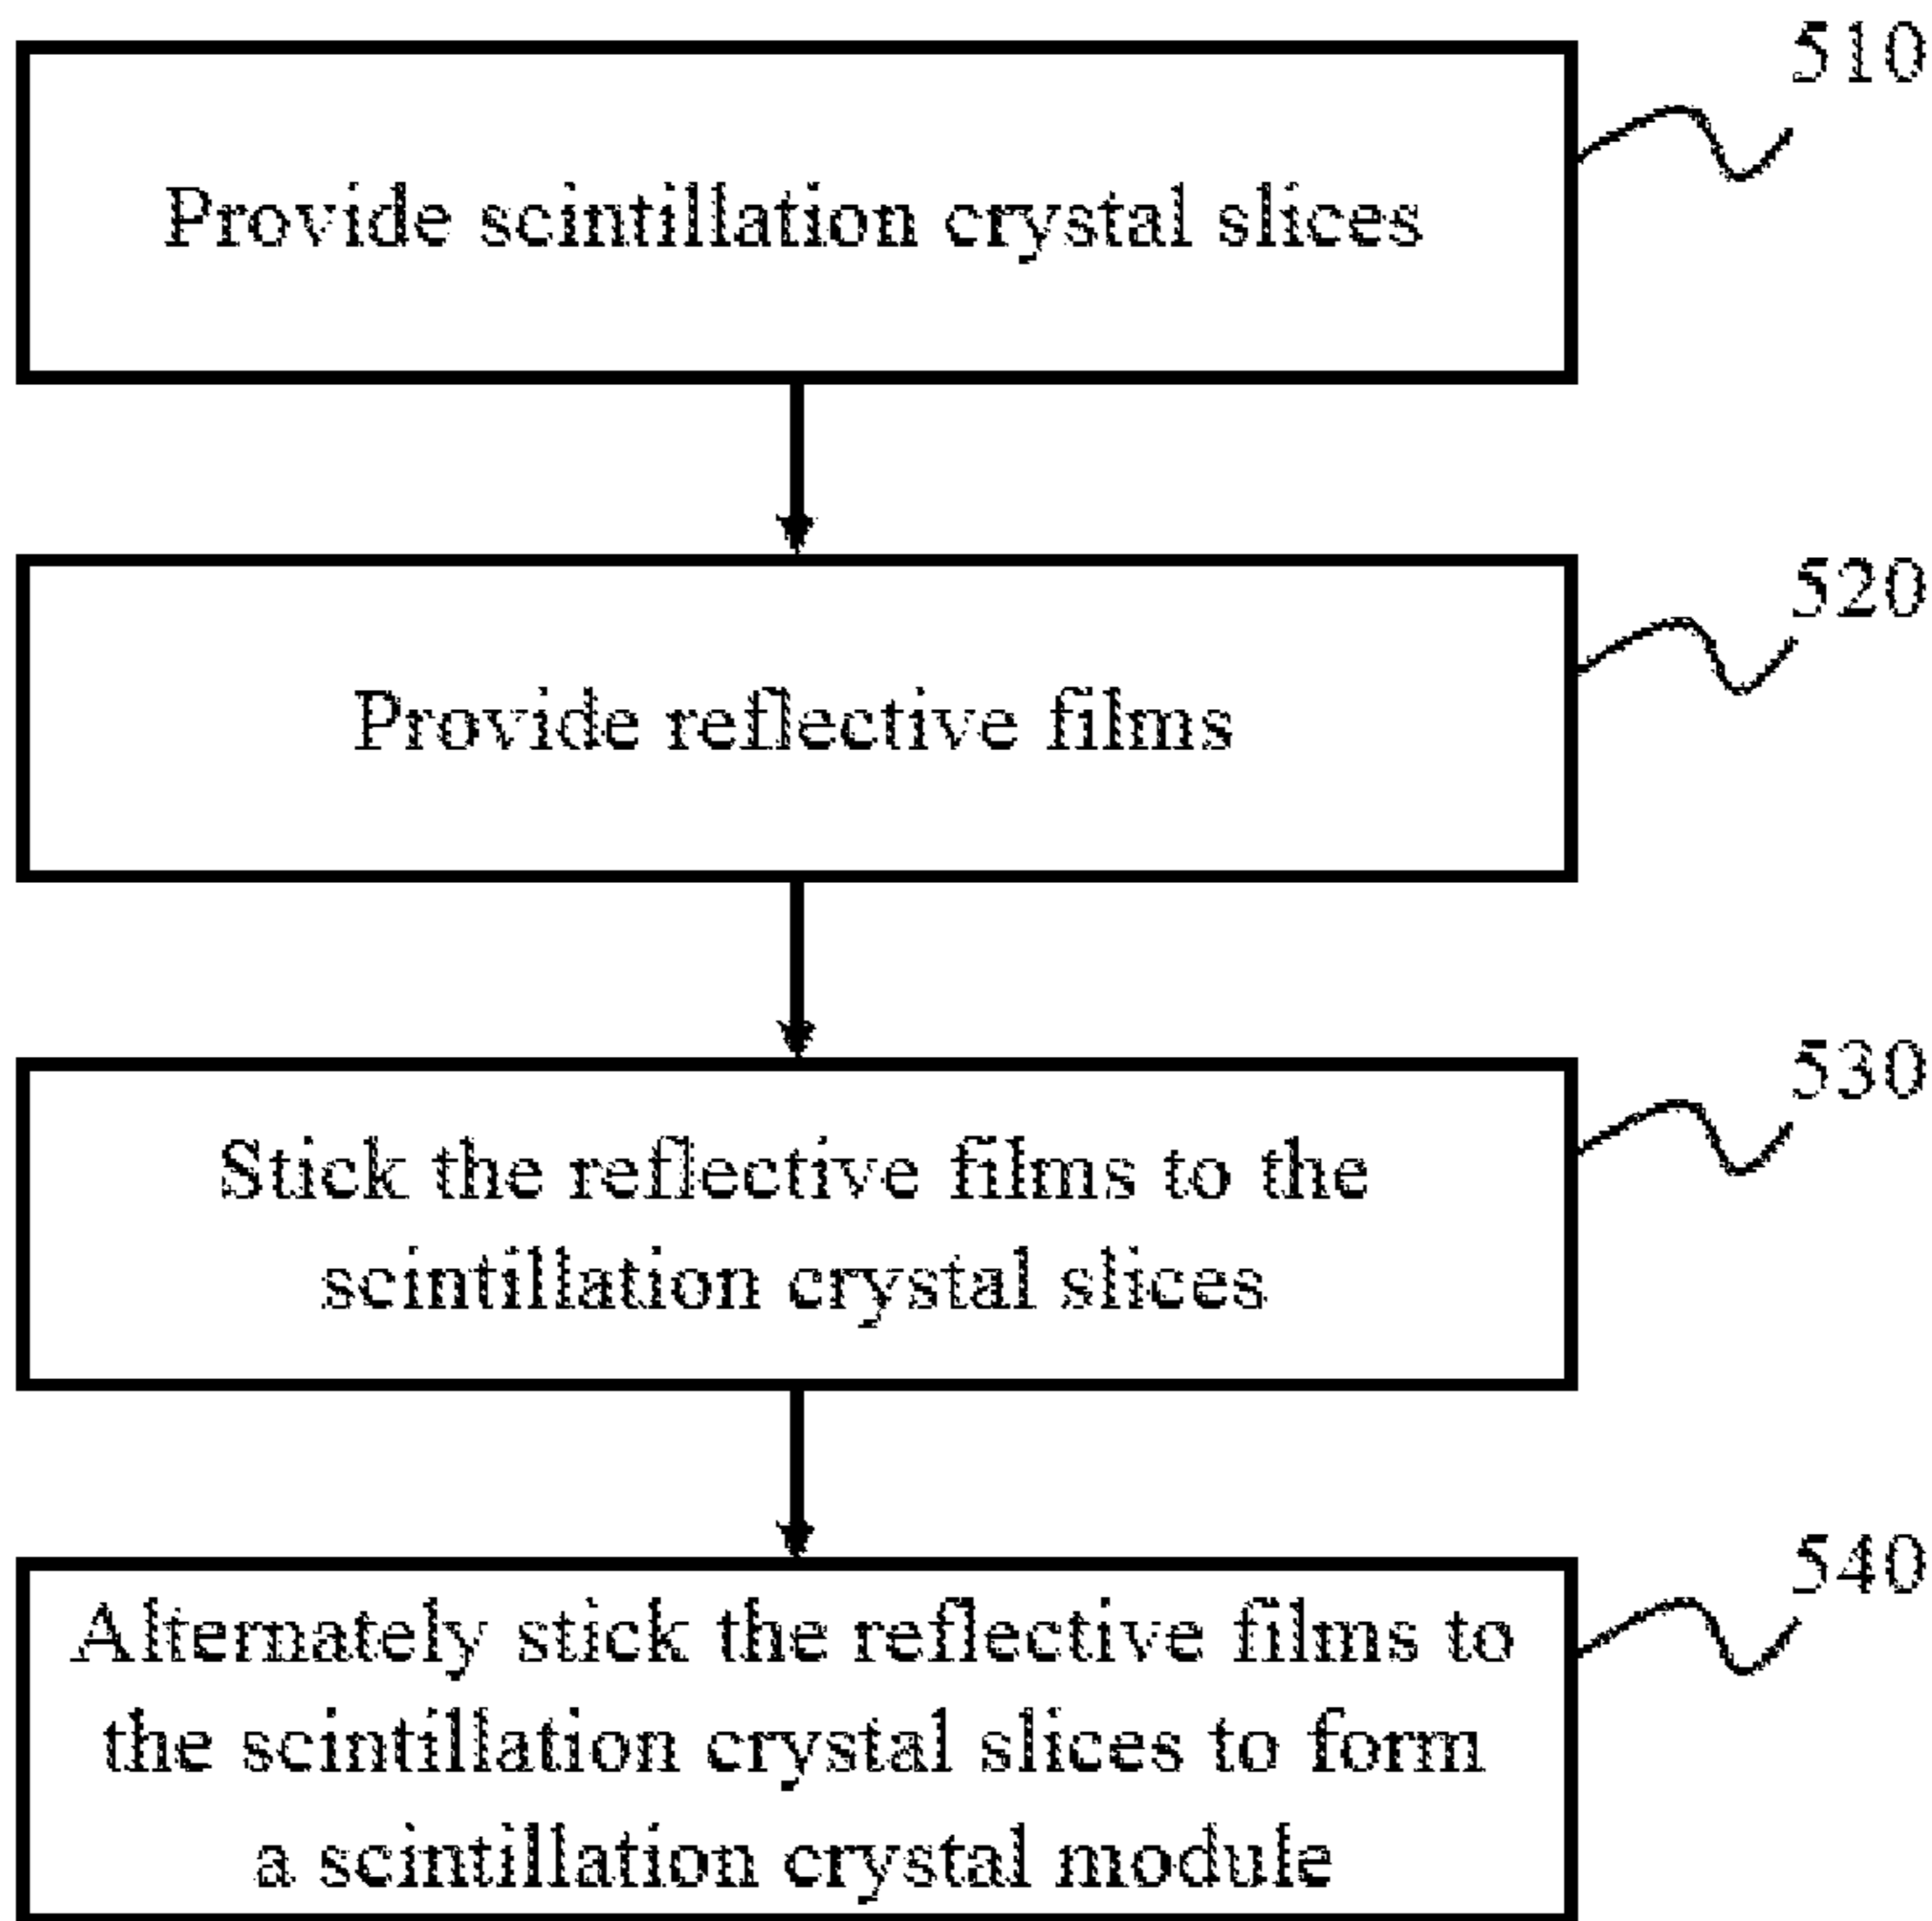 510
Provide scintillation crystal slices
520
Provide reflective films
530
Stick the reflective films to the
scintillation crystal slices
540
Alternately stick the reflective films to
the scintillation crystal slices to form
a scintillation crystal module